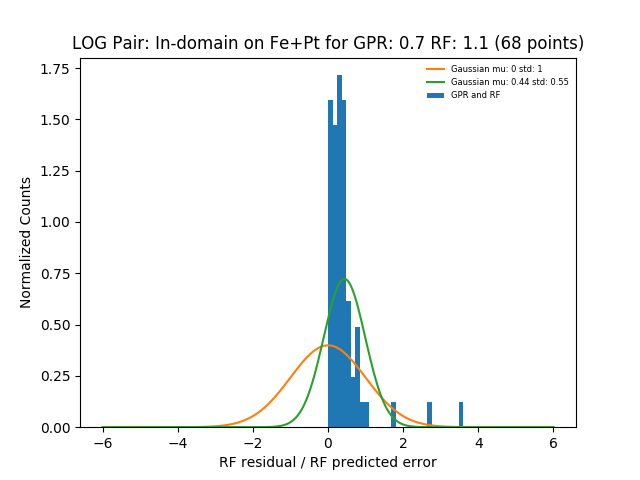 LOG Pair: In-domain on Fe+Pt for GPR: 0.7 RF: 1.1 (68 points)
Gaussian mu: 0 std: 1
Gaussian mu: 0.44 std: 0.55
GPR and RF
Normalized Counts
1.75
1.50
1.25
1.00
0.75
0.50
0.25
0.00
−6 −4 −2 0 2 4 6
RF residual / RF predicted error